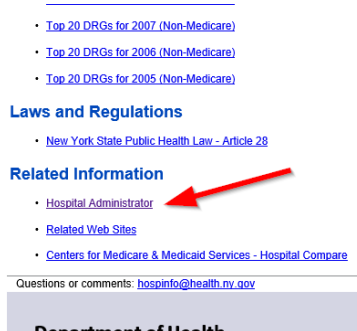 Top 20 DRGs for 2007 (Non-Medicare)
Top 20 DRGs for 2006 (Non-Medicare)
Top 20 DRGs for 2005 (Non-Medicare)
Laws and Regulations
New York State Public Health Law - Article 28
Related Information
Hospital Administrator
Related Web Sites
Centers for Medicare & Medicaid Services - Hospital Compare
Questions or comments: hospinfo@health.ny.gov
Department of Health